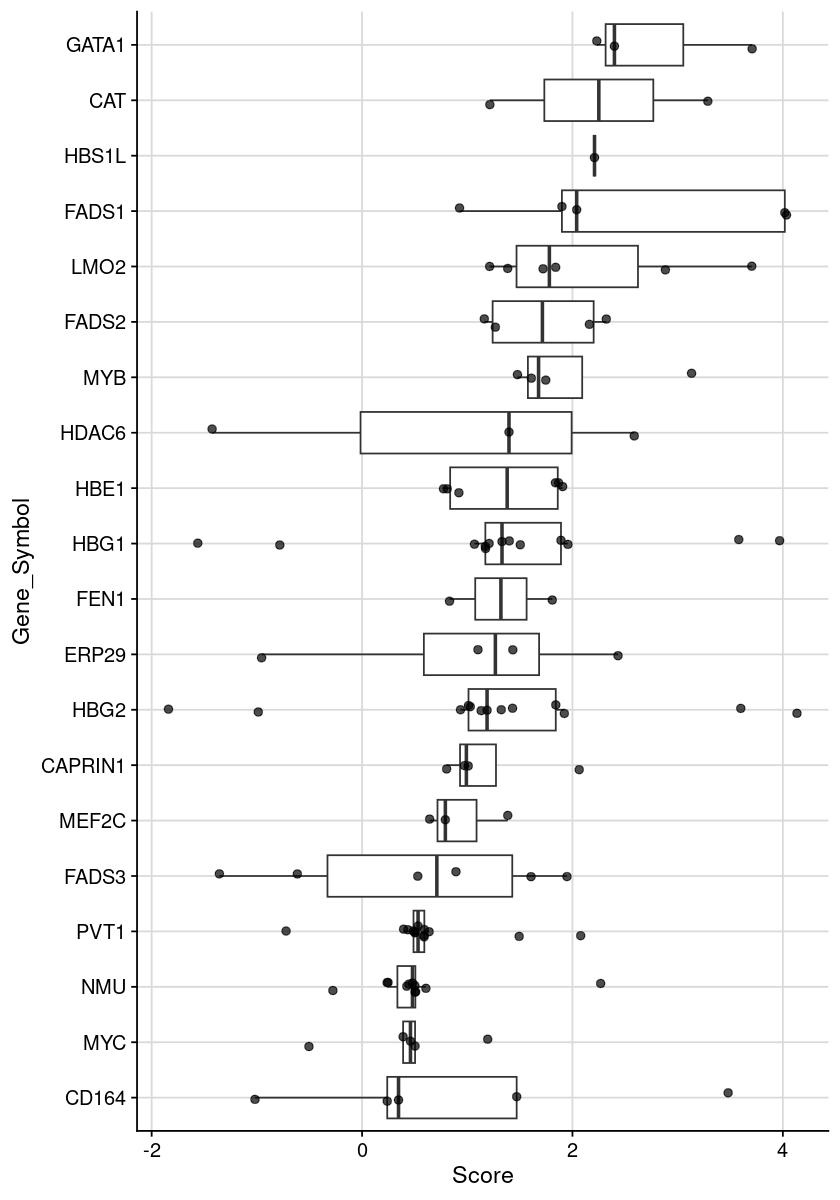 GATA1
CAT
HBS1L
FADS1
LMO2
FADS2
MYB
HDAC6
HBE1
HBG1
FEN1
ERP29
HBG2
CAPRIN1
MEF2C
FADS3
PVT1
NMU
MYC
CD164
Gene_Symbol
-2 0 2 4
Score